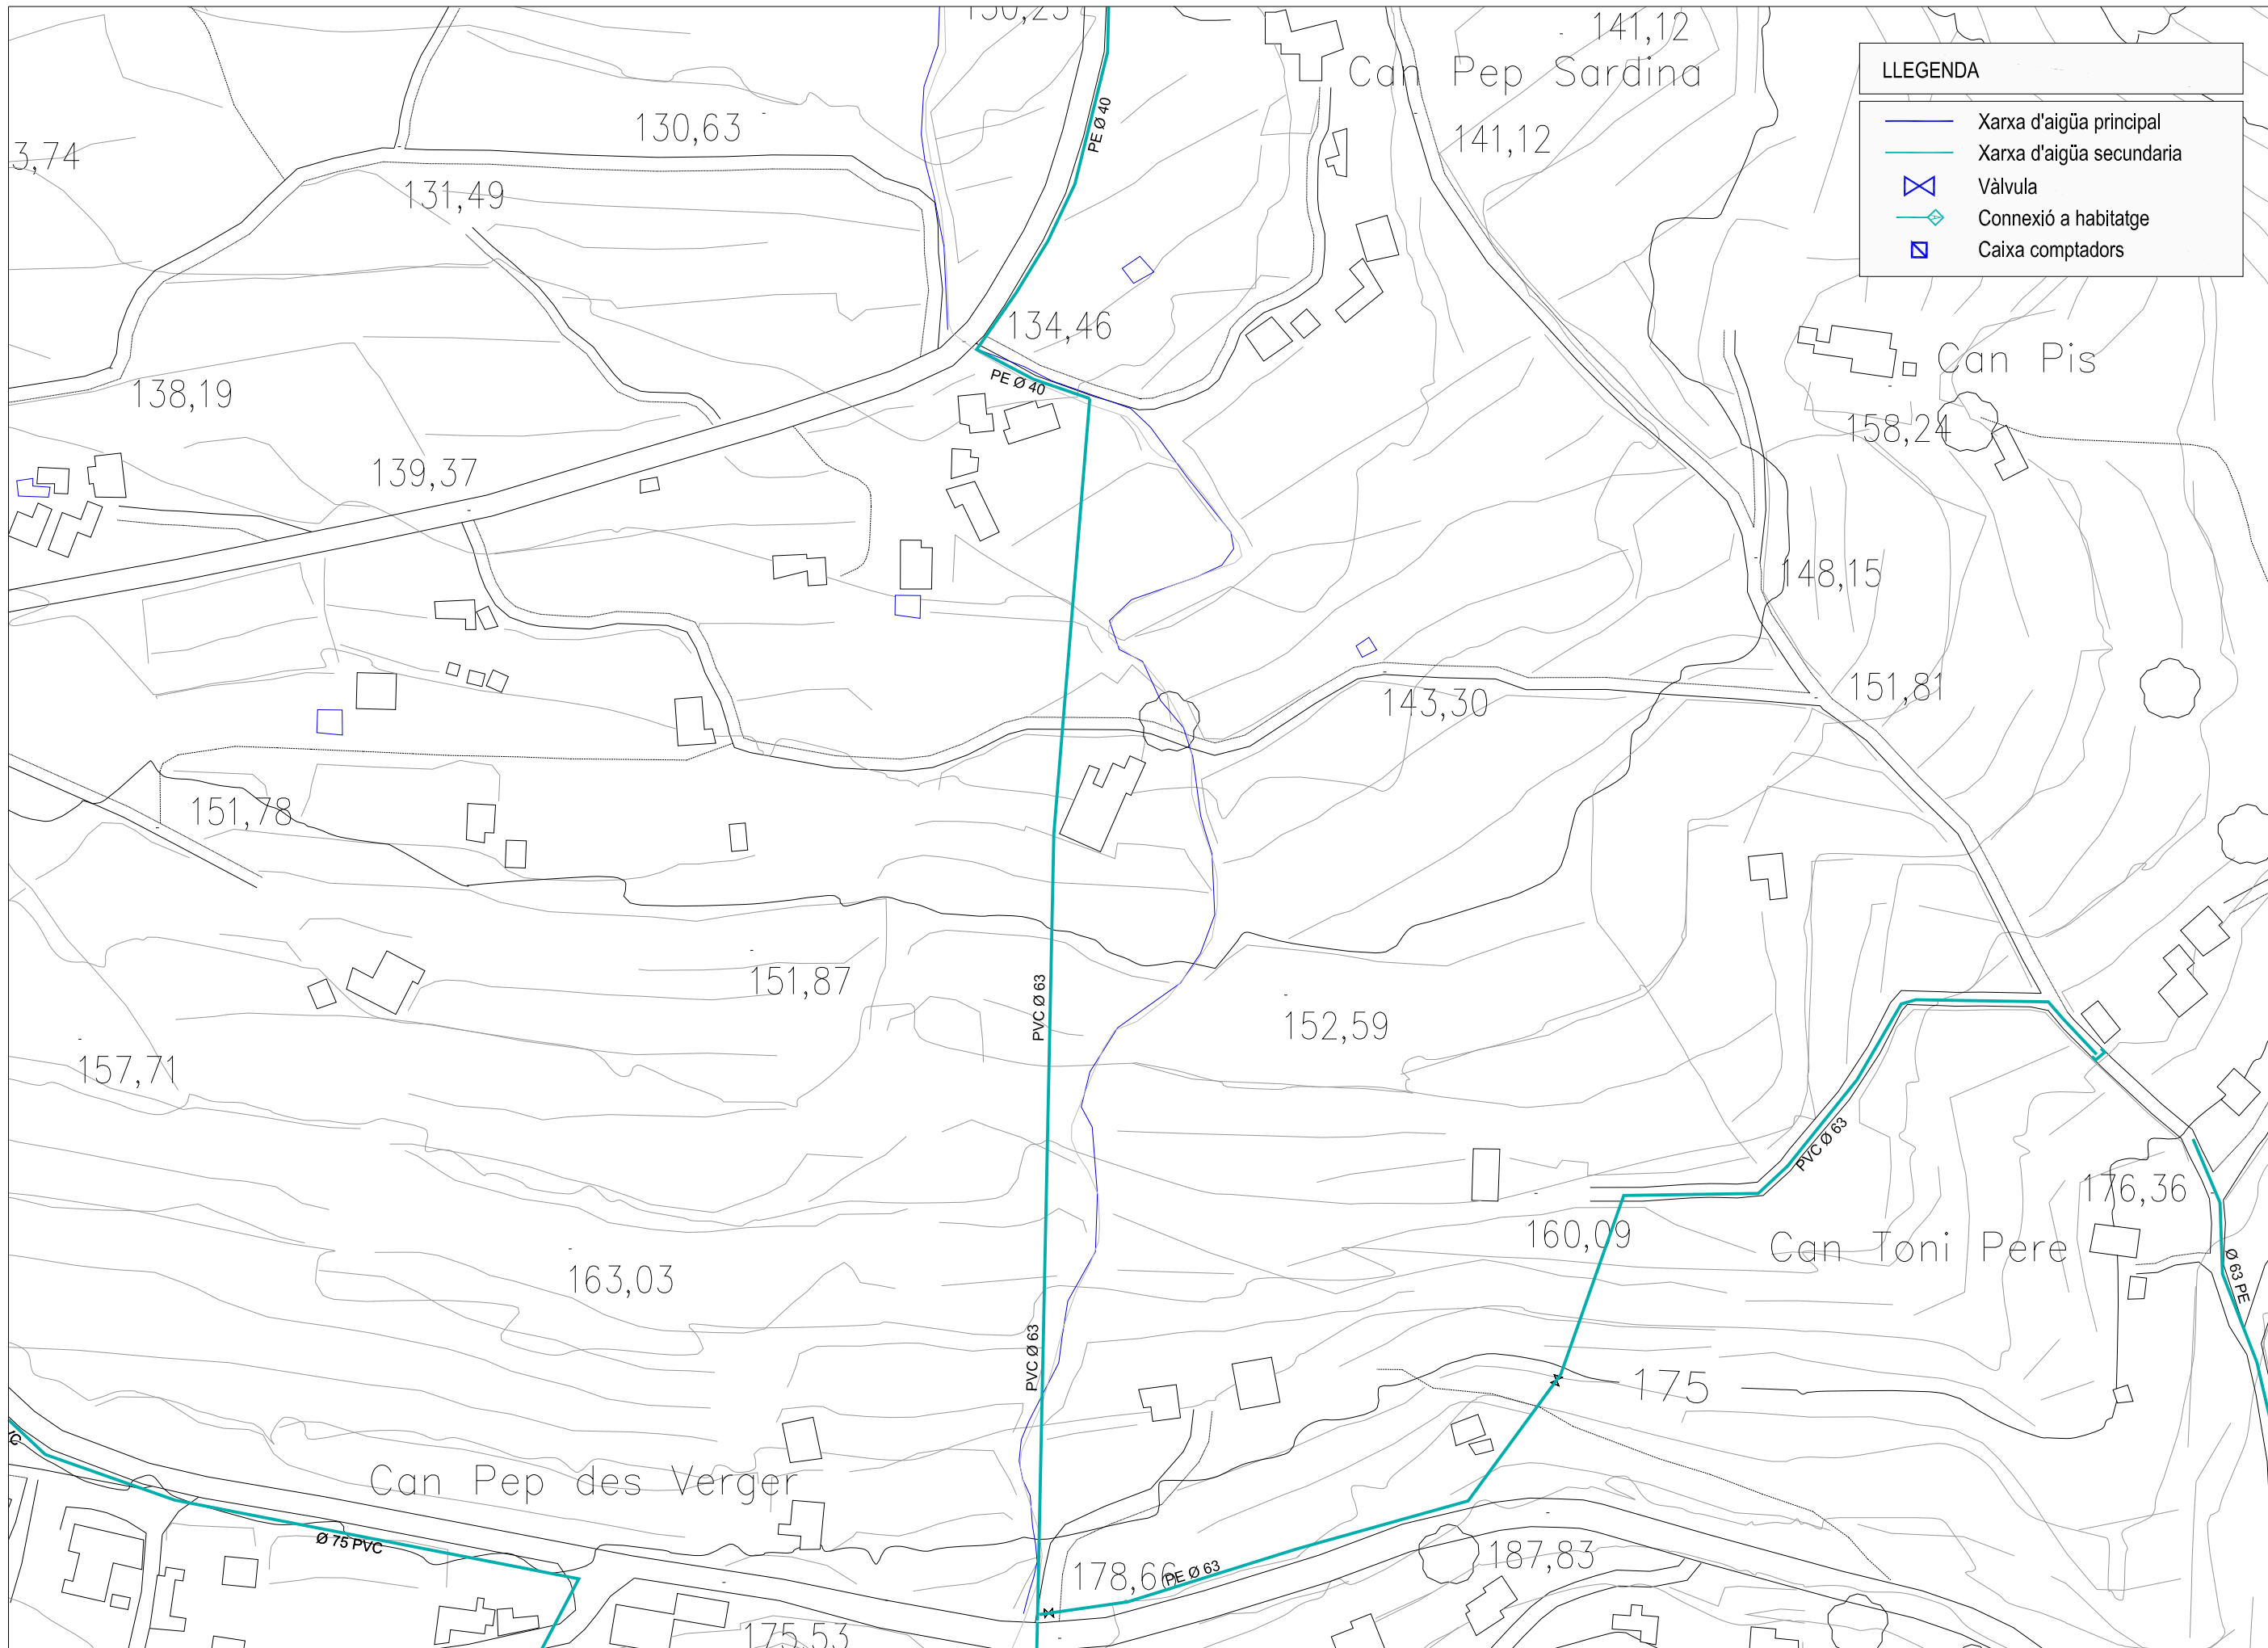 141,12
Can Pep Sardina
LLEGENDA
Xarxa d'aigüa principal
Xarxa d'aigüa secundaria
Vàlvula
Connexió a habitatge
Caixa comptadors
PE Ø 40
130,63
141,12
3,74
131,49
134,46
Can Pis
PE Ø 40
138,19
158,24
139,37
148,15
151,81
143,30
151,78
151,87
PVC Ø 63
152,59
157,71
PVC Ø 63
176,36
160,09
Can Toni Pere
Ø 63 PE
163,03
PVC Ø 63
175
Can Pep des Verger
Ø 75 PVC
187,83
178,66
PE Ø 63
175,53